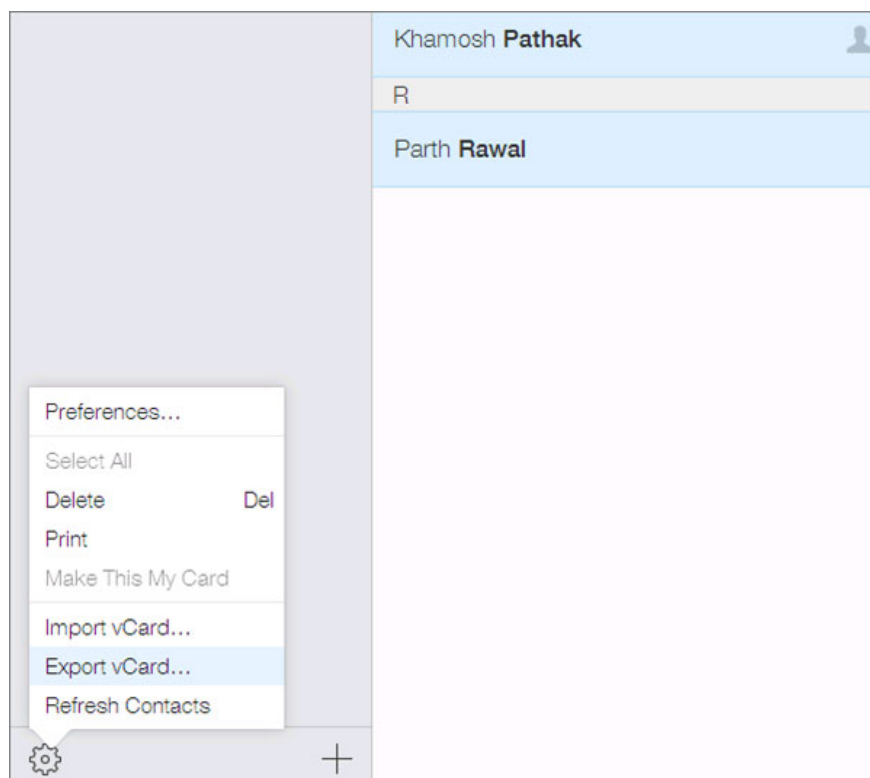 Khamosh Pathak
R
Parth Rawal
Preferences...
Select All
Delete Del
Print
Make This My Card
Import vCard...
Export vCard...
Refresh Contacts